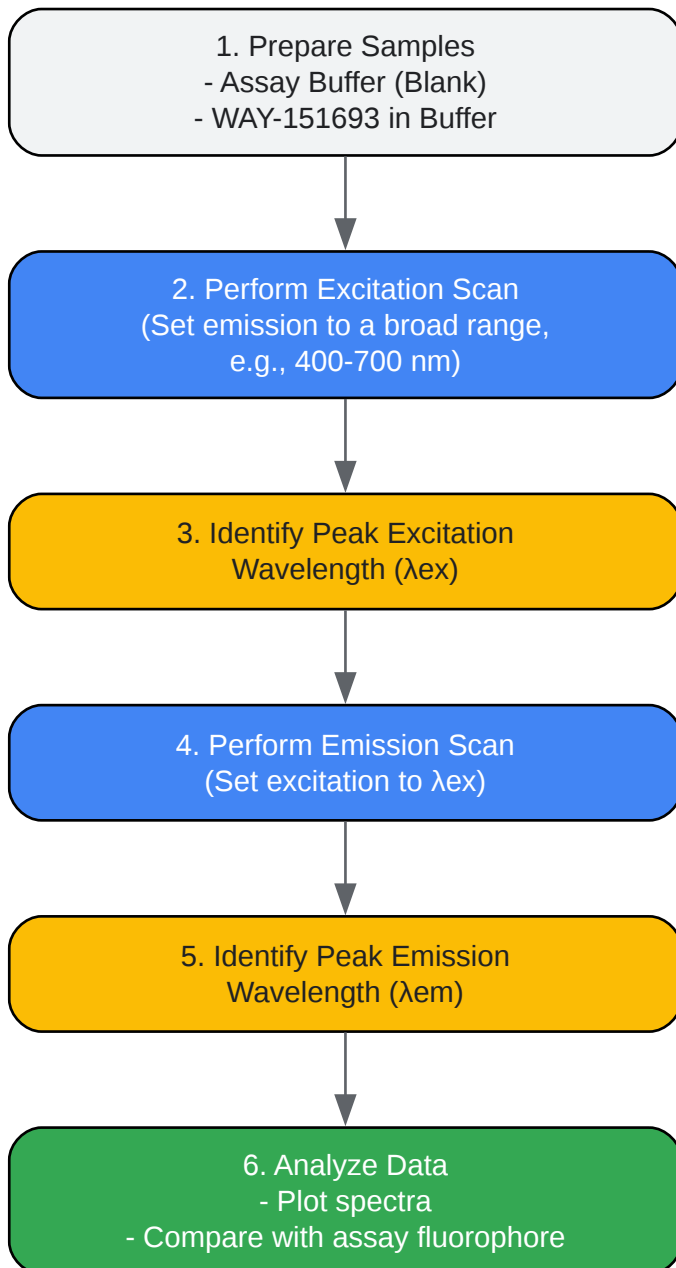 1. Prepare Samples
- Assay Buffer (Blank)
- WAY-151693 in Buffer
2. Perform Excitation Scan
(Set emission to a broad range,
e.g., 400-700 nm)
3. Identify Peak Excitation
Wavelength (λex)
4. Perform Emission Scan
(Set excitation to λex)
5. Identify Peak Emission
Wavelength (λem)
6. Analyze Data
- Plot spectra
- Compare with assay fluorophore